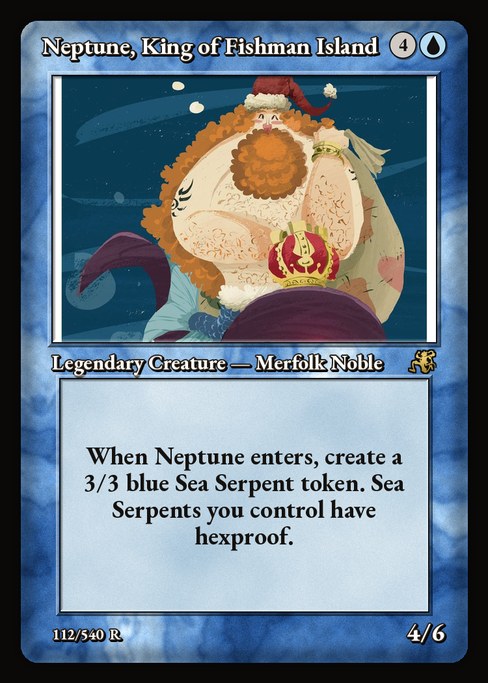 Neptune, King of Fishman Island 4
Legendary Creature — Merfolk Noble
When Neptune enters, create a
3/3 blue Sea Serpent token. Sea
Serpents you control have
hexproof.
112/540 R 4/6